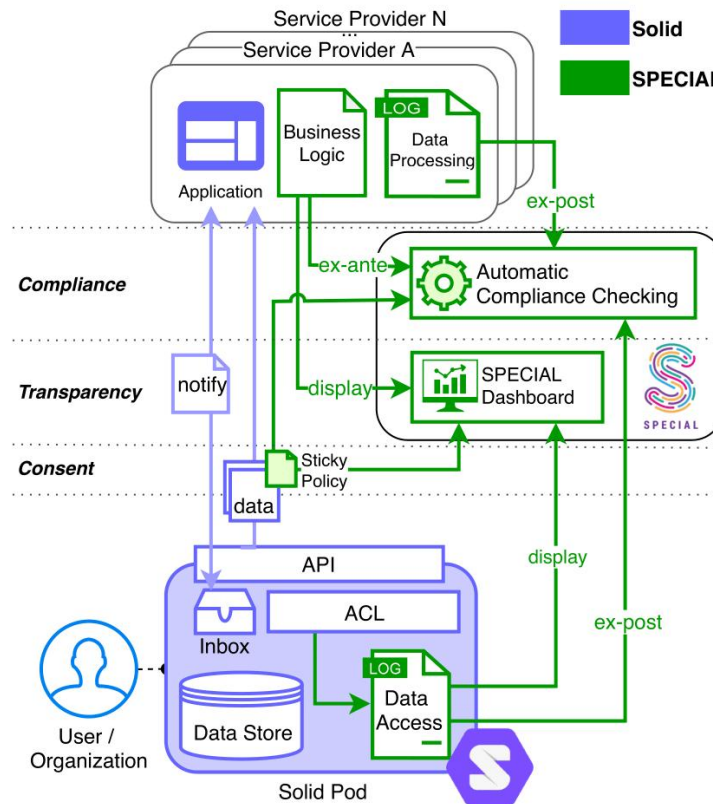 Service Provider N
...
Service Provider A
Solid
SPECIAL
Application
Business
Logic
LOG
Data
Processing
ex-post
Compliance
ex-ante
Automatic
Compliance Checking
Transparency
notify
display
SPECIAL
Dashboard
SPECIAL
Consent
Sticky
Policy
data
API
display
ACL
Inbox
ex-post
LOG
Data
Access
Data Store
User /
Organization
Solid Pod